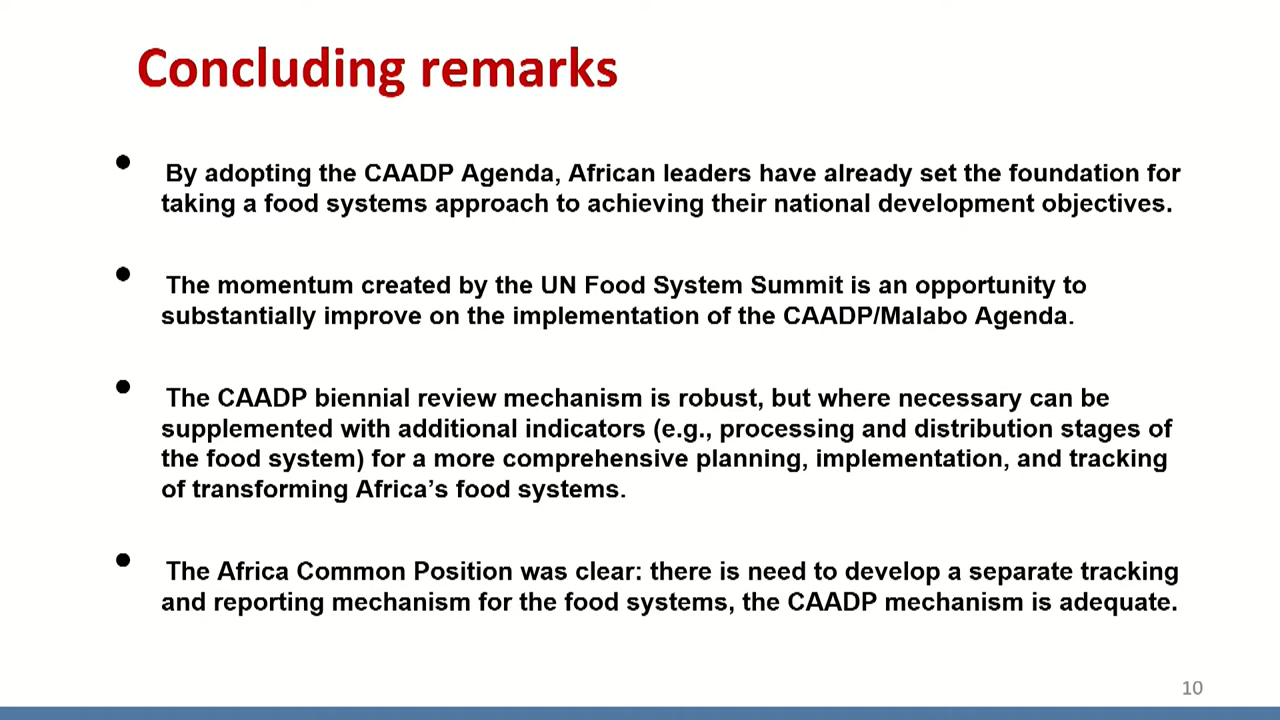 Concluding remarks
• By adopting the CAADP Agenda, African leaders have already set the foundation for
taking a food systems approach to achieving their national development objectives.
• The momentum created by the UN Food System Summit is an opportunity to
substantially improve on the implementation of the CAADP/Malabo Agenda.
• The CAADP biennial review mechanism is robust, but where necessary can be
supplemented with additional indicators (e.g., processing and distribution stages of
the food system) for a more comprehensive planning, implementation, and tracking
of transforming Africa’s food systems.
• The Africa Common Position was clear: there is need to develop a separate tracking
and reporting mechanism for the food systems, the CAADP mechanism is adequate.
10